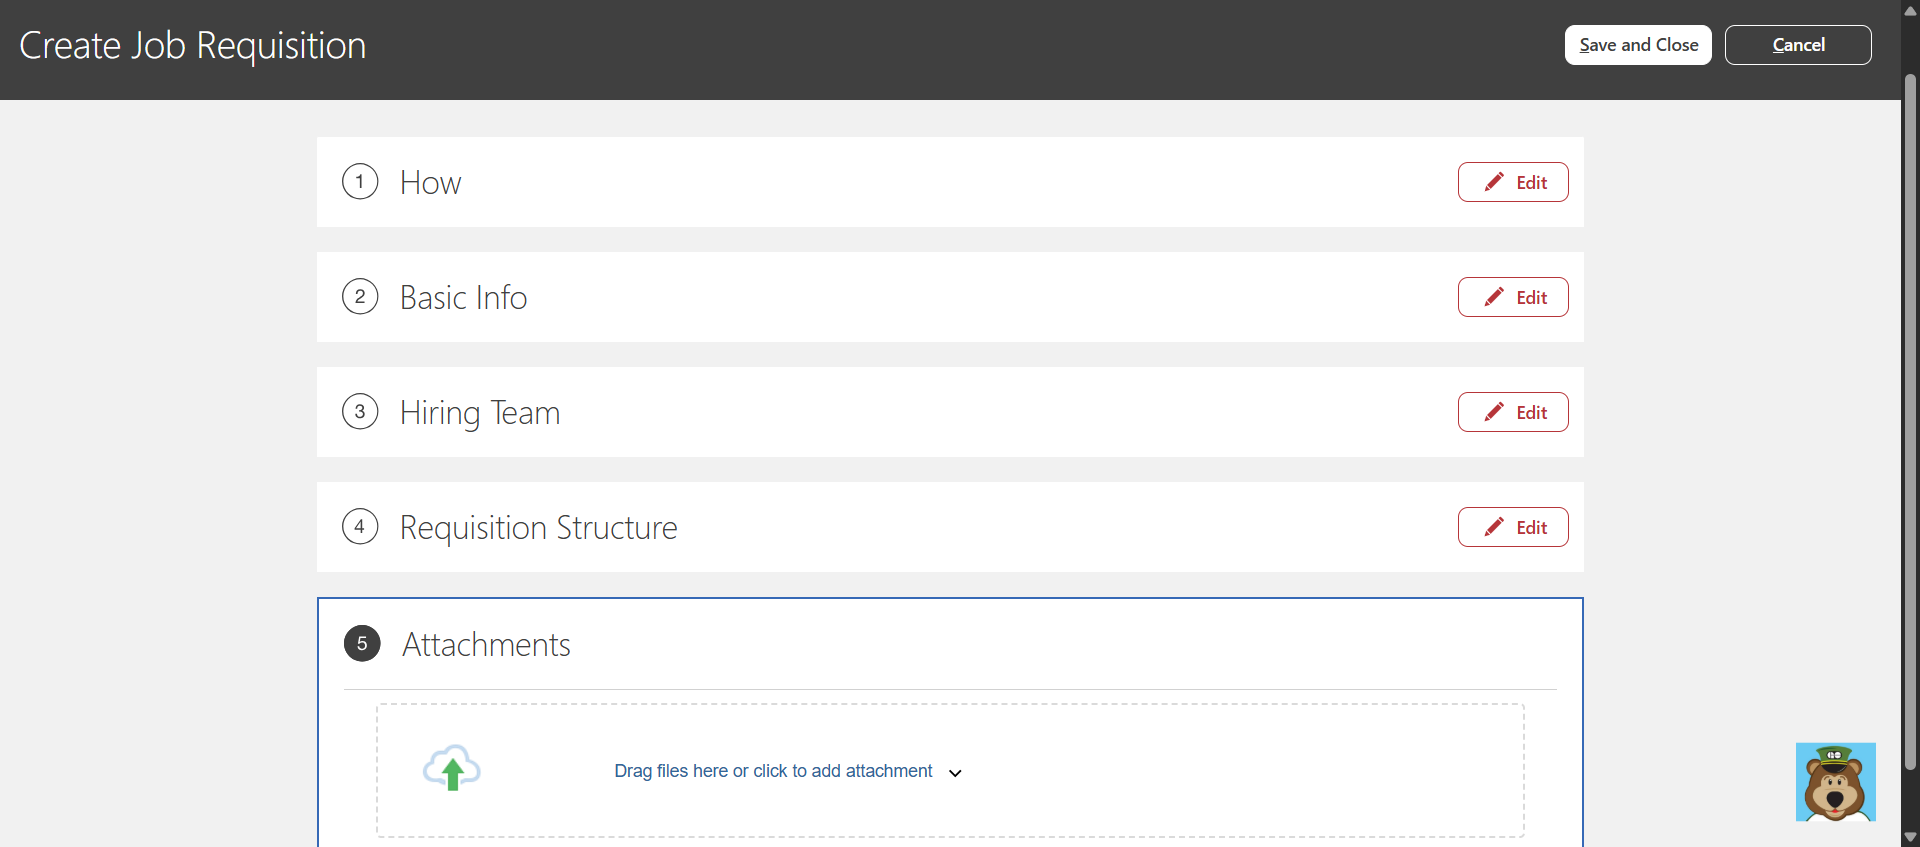 Create Job Requisition
Save and Close
Cancel
1 How
Edit
2 Basic Info
Edit
3 Hiring Team
Edit
4 Requisition Structure
Edit
5 Attachments
Drag files here or click to add attachment